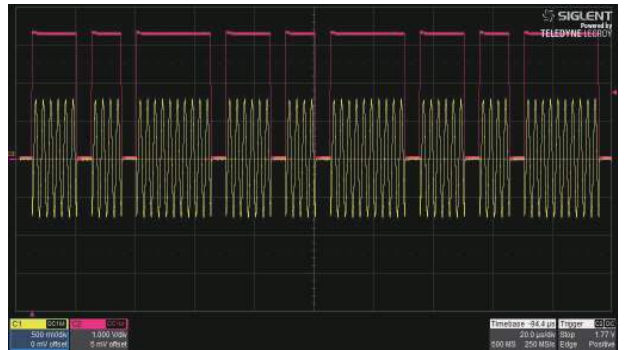 SIGLENT
Powered by
TELEDYNE LECROY
C2
C1 DC1M
500 mV/div
0 mV offset
C2 DC1M
1.000 V/div
5 mV offset
Timebase -84.4 µs
20.0 µs/div
500 MS 250 MS/s
Trigger C2 DC
Stop 1.77 V
Edge Positive